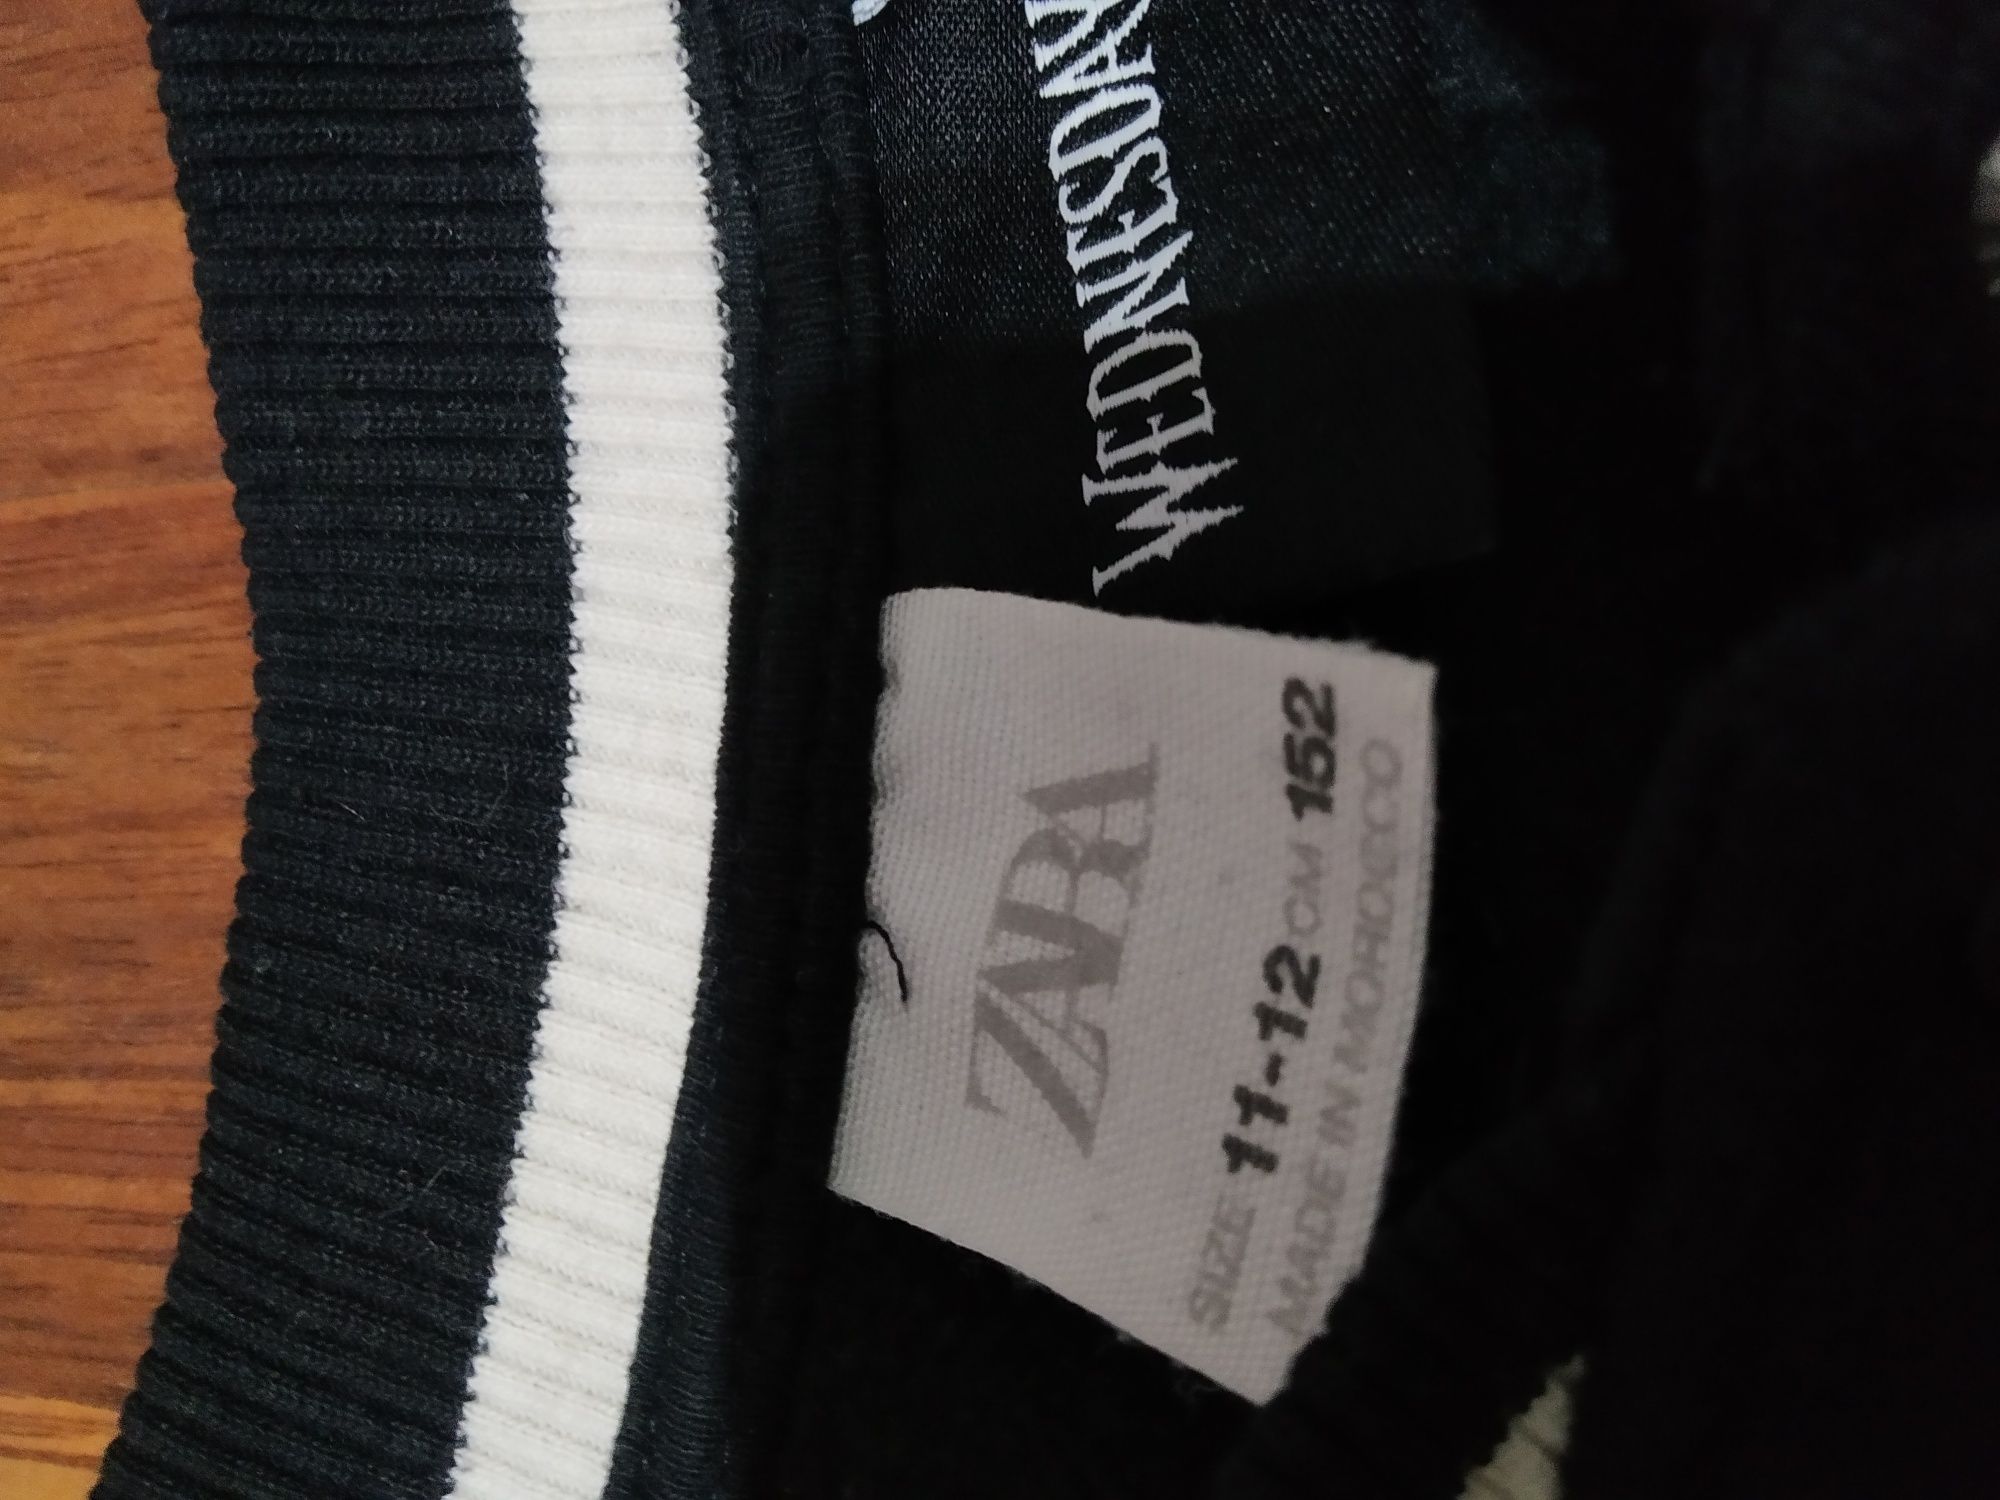 WEDNESDAY
ZARA
SIZE 11-12 CM 152
MADE IN MOROCCO